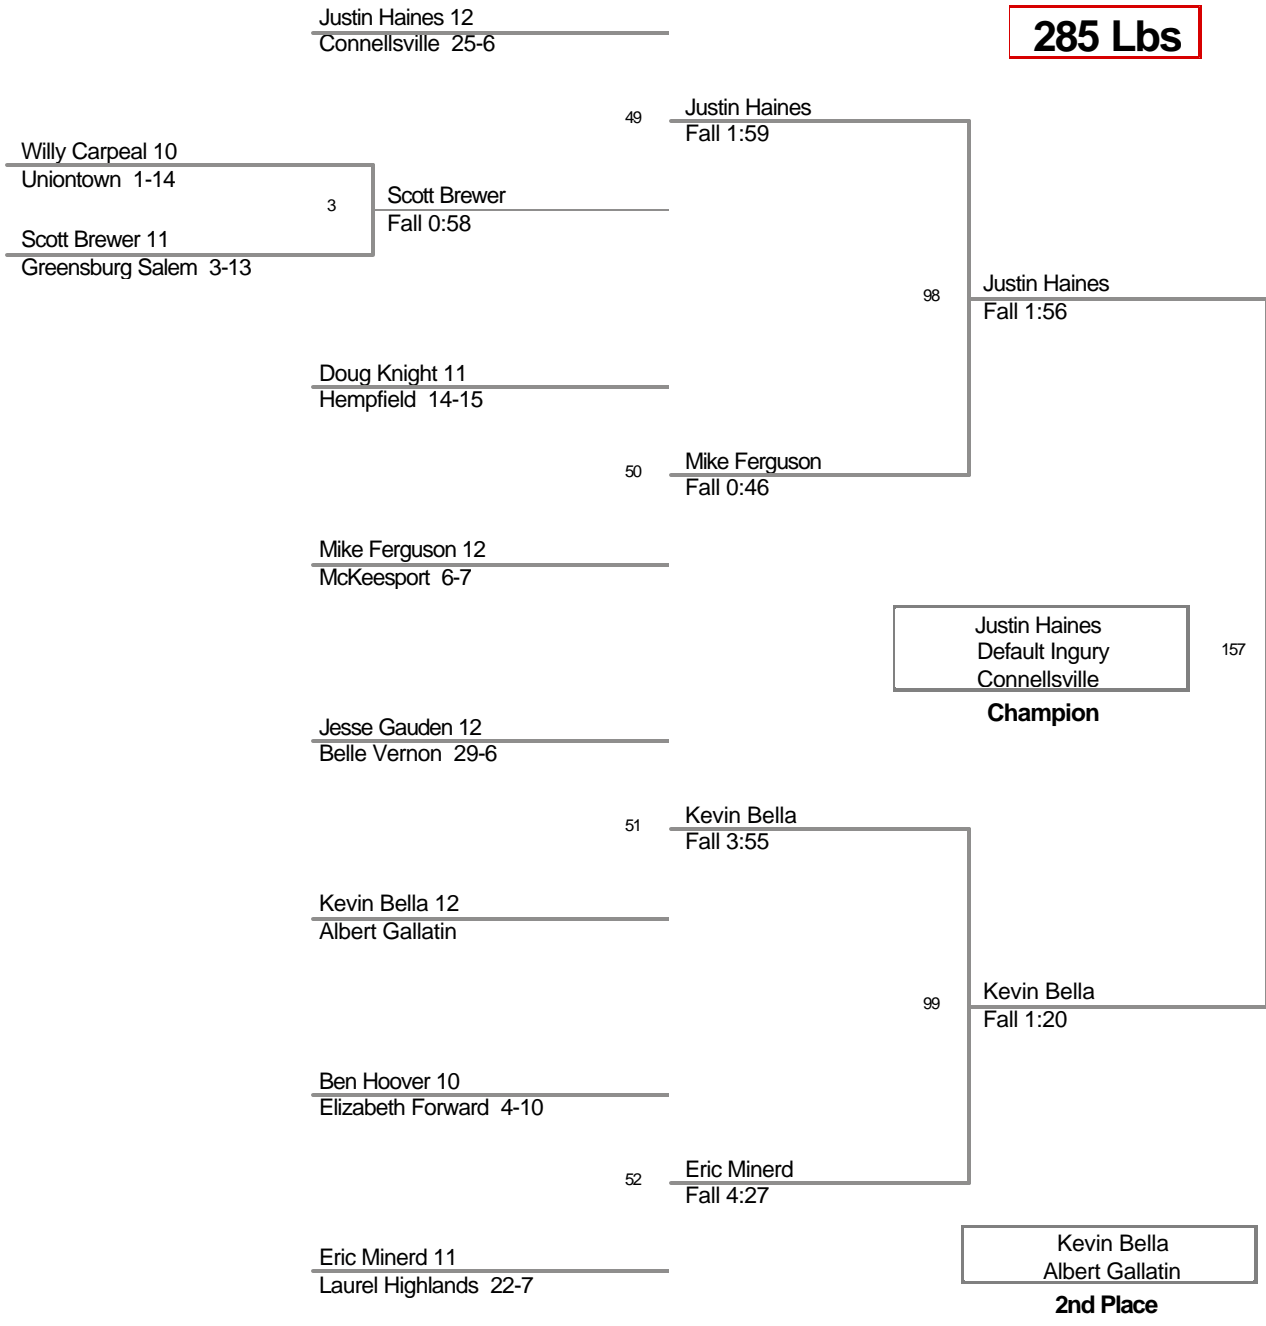 Justin Haines 12
Connellsville 25-6
285 Lbs
49
Justin Haines
Fall 1:59
Willy Carpeal 10
Uniontown 1-14
3
Scott Brewer
Fall 0:58
Scott Brewer 11
Greensburg Salem 3-13
98
Justin Haines
Fall 1:56
Doug Knight 11
Hempfield 14-15
50
Mike Ferguson
Fall 0:46
Mike Ferguson 12
McKeesport 6-7
Justin Haines
Default Ingury
Connellsville
157
Champion
Jesse Gauden 12
Belle Vernon 29-6
51
Kevin Bella
Fall 3:55
Kevin Bella 12
Albert Gallatin
99
Kevin Bella
Fall 1:20
Ben Hoover 10
Elizabeth Forward 4-10
52
Eric Minerd
Fall 4:27
Eric Minerd 11
Laurel Highlands 22-7
Kevin Bella
Albert Gallatin
2nd Place